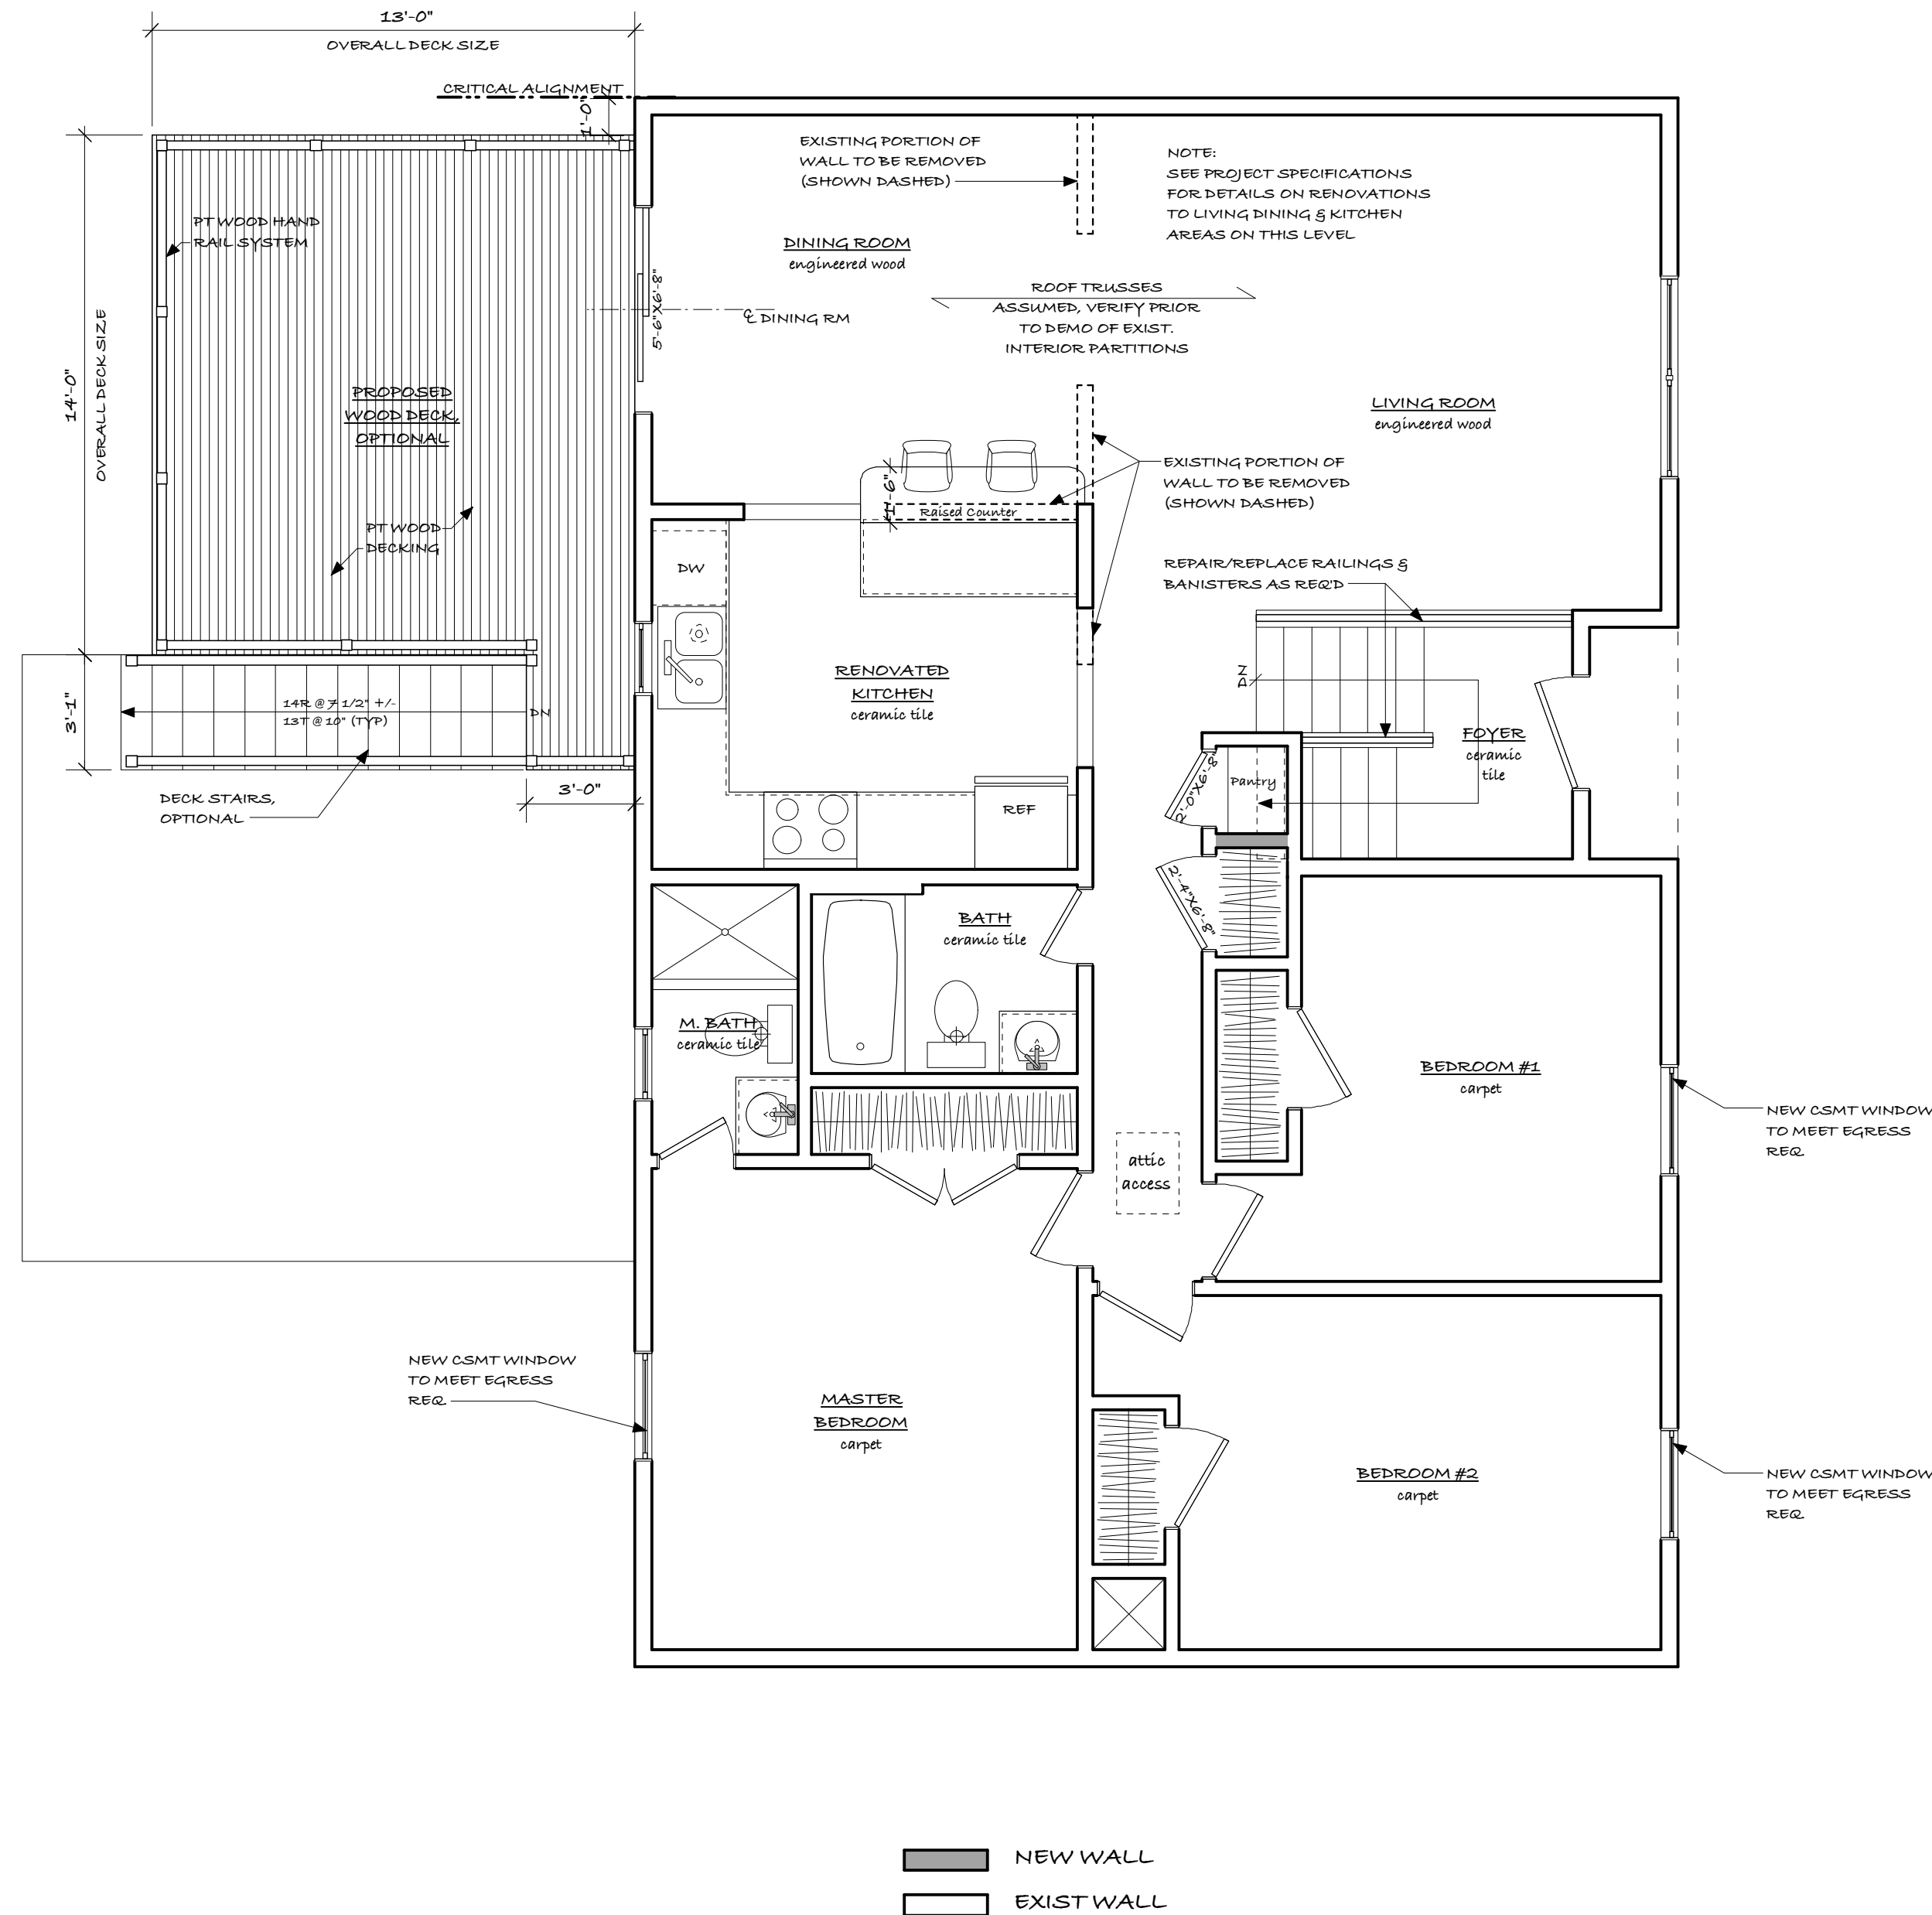 13'-0"
OVERALL DECK SIZE
CRITICAL ALIGNMENT
1'-0"
EXISTING PORTION OF
WALL TO BE REMOVED
(SHOWN DASHED)
NOTE:
SEE PROJECT SPECIFICATIONS
FOR DETAILS ON RENOVATIONS
TO LIVING DINING & KITCHEN
AREAS ON THIS LEVEL
PT WOOD HAND
RAIL SYSTEM
DINING ROOM
engineered wood
5'-6"X6'-8"
℄ DINING RM
ROOF TRUSSES
ASSUMED, VERIFY PRIOR
TO DEMO OF EXIST.
INTERIOR PARTITIONS
14'-0"
OVERALL DECK SIZE
PROPOSED
WOOD DECK,
OPTIONAL
LIVING ROOM
engineered wood
EXISTING PORTION OF
WALL TO BE REMOVED
(SHOWN DASHED)
1'-6"
Raised Counter
PT WOOD
DECKING
DW
REPAIR/REPLACE RAILINGS &
BANISTERS AS REQ'D
RENOVATED
KITCHEN
ceramic tile
DN
3'-1"
14R @ 7 1/2" +/-
13T @ 10" (TYP)
DN
FOYER
ceramic
tile
2'-0"X6'-8"
Pantry
3'-0"
DECK STAIRS,
OPTIONAL
REF
2'-4"X6'-8"
BATH
ceramic tile
M. BATH
ceramic tile
BEDROOM #1
carpet
NEW CSMT WINDOW
TO MEET EGRESS
REQ.
attic
access
NEW CSMT WINDOW
TO MEET EGRESS
REQ.
MASTER
BEDROOM
carpet
BEDROOM #2
carpet
NEW CSMT WINDOW
TO MEET EGRESS
REQ.
NEW WALL
EXIST WALL